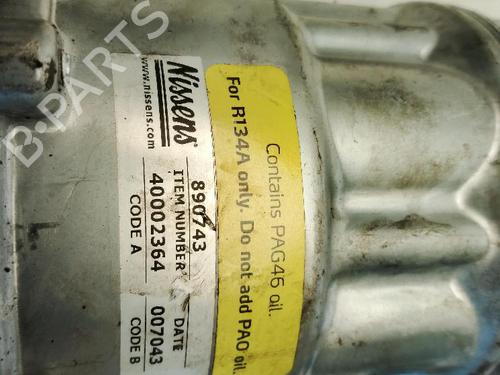 Nissens
www.nissens.com
890743
ITEM NUMBER
40002364
CODE A
DATE
007043
CODE B
Contains PAG46 oil.
For R134A only. Do not add PAO oil.
B-PARTS